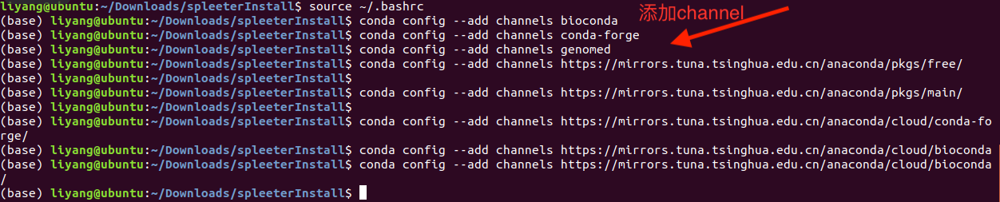 liyang@ubuntu:~/Downloads/spleeterInstall$ source ~/.bashrc
添加channel
(base) liyang@ubuntu:~/Downloads/spleeterInstall$ conda config --add channels bioconda
(base) liyang@ubuntu:~/Downloads/spleeterInstall$ conda config --add channels conda-forge
(base) liyang@ubuntu:~/Downloads/spleeterInstall$ conda config --add channels genomed
(base) liyang@ubuntu:~/Downloads/spleeterInstall$ conda config --add channels https://mirrors.tuna.tsinghua.edu.cn/anaconda/pkgs/free/
(base) liyang@ubuntu:~/Downloads/spleeterInstall$
(base) liyang@ubuntu:~/Downloads/spleeterInstall$ conda config --add channels https://mirrors.tuna.tsinghua.edu.cn/anaconda/pkgs/main/
(base) liyang@ubuntu:~/Downloads/spleeterInstall$
(base) liyang@ubuntu:~/Downloads/spleeterInstall$ conda config --add channels https://mirrors.tuna.tsinghua.edu.cn/anaconda/cloud/conda-fo
rge/
(base) liyang@ubuntu:~/Downloads/spleeterInstall$ conda config --add channels https://mirrors.tuna.tsinghua.edu.cn/anaconda/cloud/bioconda
(base) liyang@ubuntu:~/Downloads/spleeterInstall$ conda config --add channels https://mirrors.tuna.tsinghua.edu.cn/anaconda/cloud/bioconda
/
(base) liyang@ubuntu:~/Downloads/spleeterInstall$